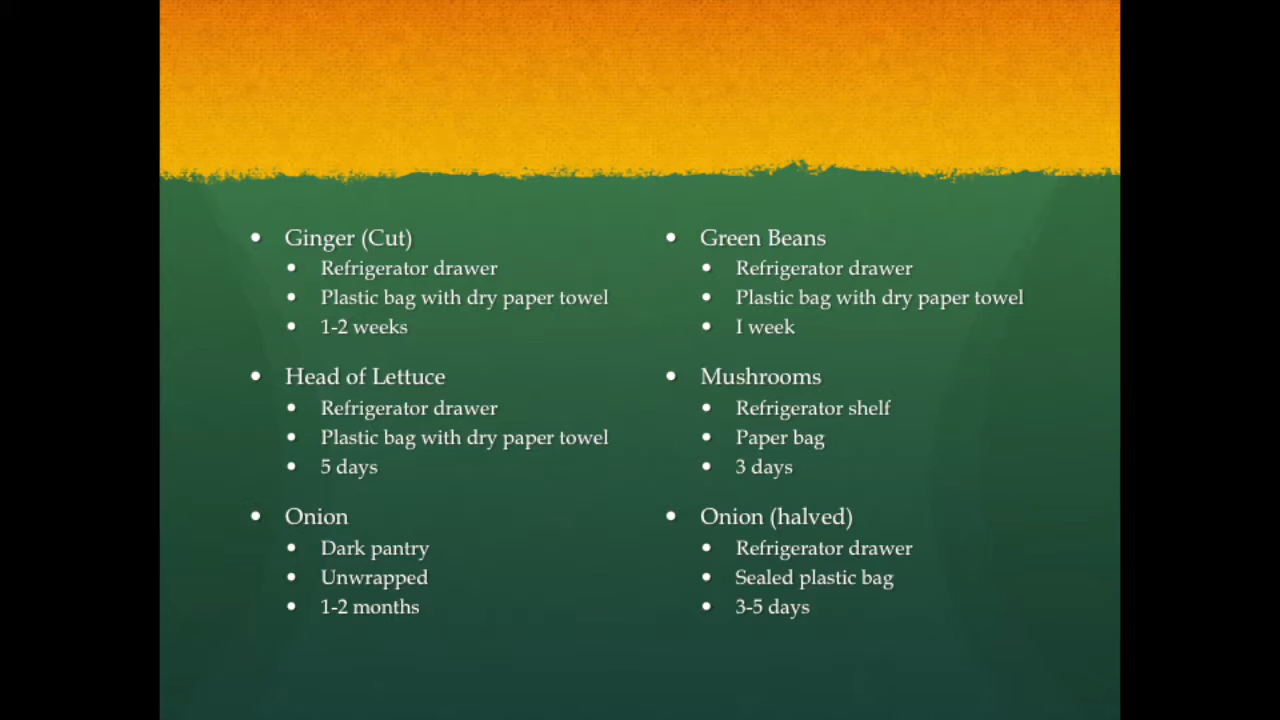 Ginger (Cut)
Refrigerator drawer
Plastic bag with dry paper towel
1-2 weeks
Head of Lettuce
Refrigerator drawer
Plastic bag with dry paper towel
5 days
Onion
Dark pantry
Unwrapped
1-2 months
Green Beans
Refrigerator drawer
Plastic bag with dry paper towel
I week
Mushrooms
Refrigerator shelf
Paper bag
3 days
Onion (halved)
Refrigerator drawer
Sealed plastic bag
3-5 days